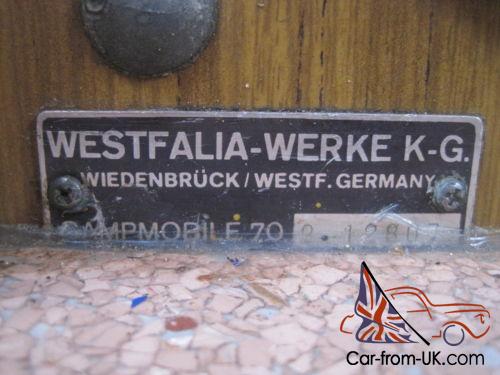 WESTFALIA-WERKE K-G.
WIEDENBRÜCK/WESTF. GERMANY
CAMPMOBILE 70
Car-from-UK.com